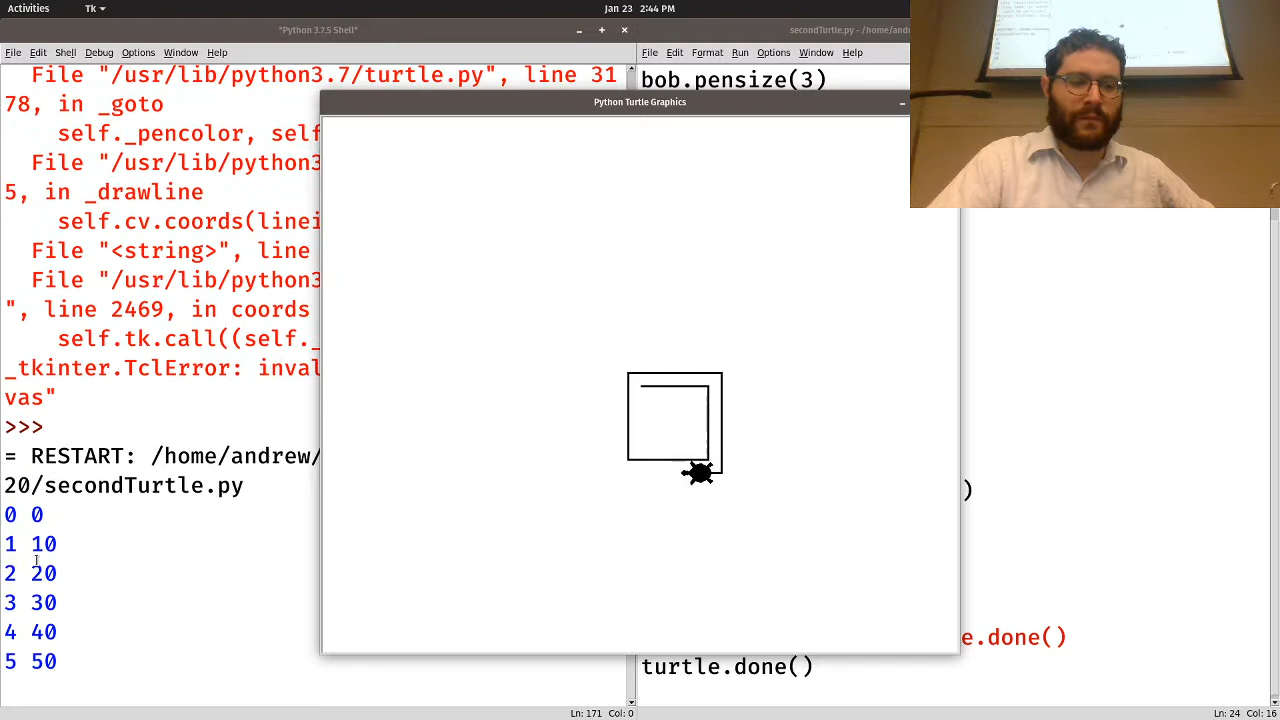 Activities
Tk
Jan 23 2:44 PM
*Python 3.7.5 Shell*
File Edit Shell Debug Options Window Help
File "/usr/lib/python3.7/turtle.py", line 31
78, in _goto
self._pencolor, self
File "/usr/lib/python3
5, in _drawline
self.cv.coords(linei
File "<string>", line
File "/usr/lib/python3
", line 2469, in coords
self.tk.call((self._
_tkinter.TclError: inval
vas"
>>>
= RESTART: /home/andrew/
20/secondTurtle.py
0 0
1 10
2 20
3 30
4 40
5 50
Ln: 171 Col: 0
Python Turtle Graphics
secondTurtle.py - /home/an
Edit Format un Options Window Help
bob.pensize(3)
)
e.done()
turtle.done()
Ln: 24 Col: 16